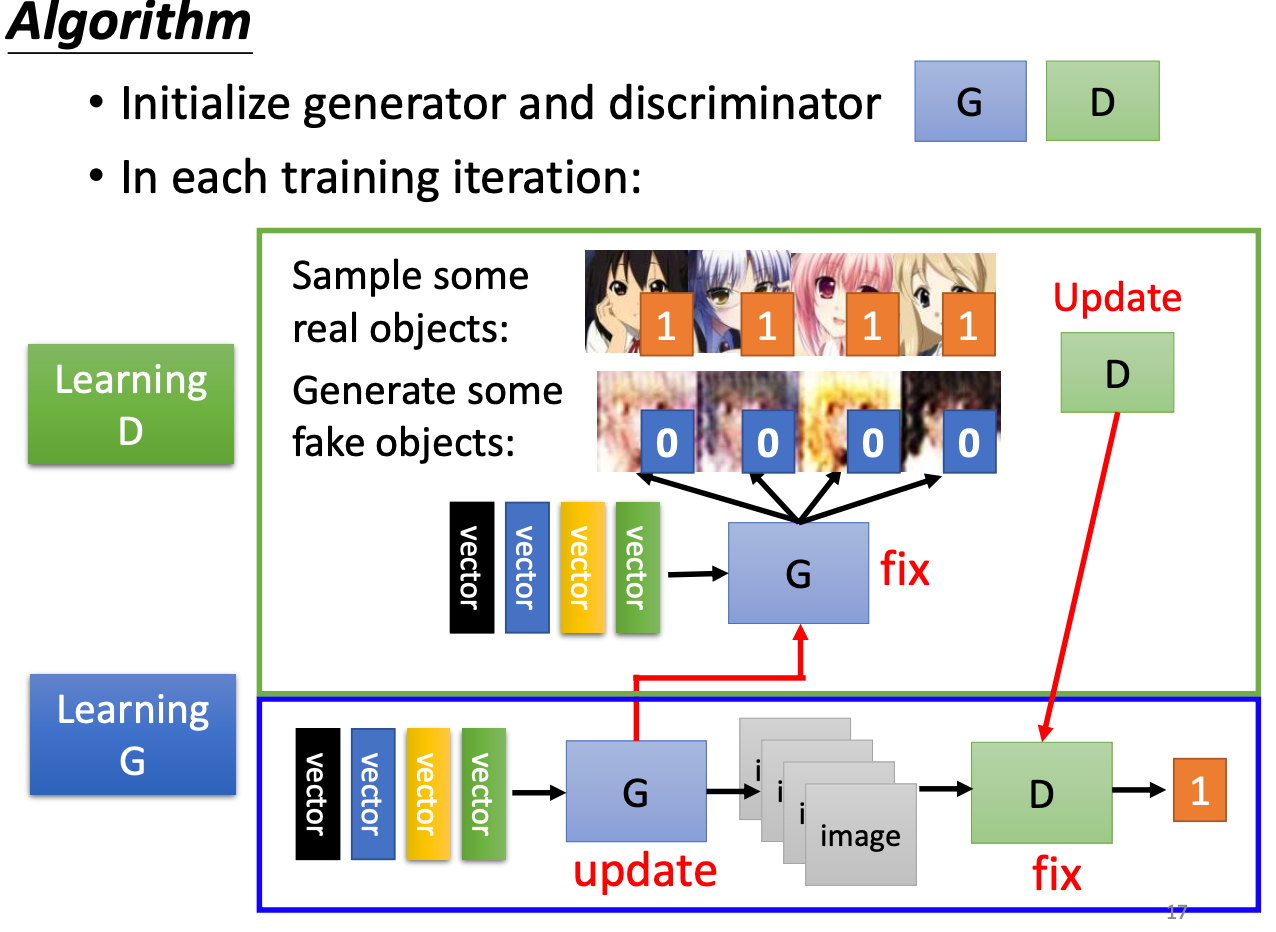 Algorithm
• Initialize generator and discriminator
G
D
• In each training iteration:
Sample some
real objects:
1
1
1
1
Update
D
Learning
D
Generate some
fake objects:
0
0
0
0
vector
vector
vector
vector
G
fix
Learning
G
vector
vector
vector
vector
G
update
i
i
i
image
D
fix
1
17